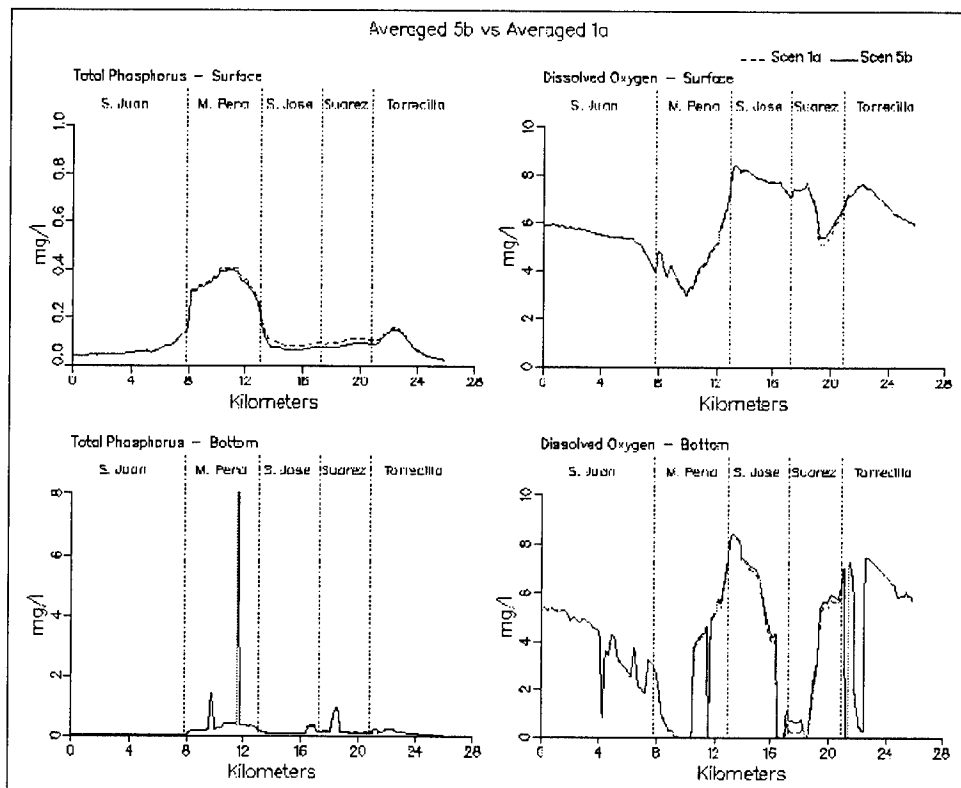 Averaged 5b vs Averaged 1a
Scen 1a Scen 5b
Total Phosphorus - Surface
S. Juan M. Pena S. Jose Suarez Torrecilla
mg/l
1.0
0.8
0.6
0.4
0.2
0.0
0 4 8 12 16 20 24 28
Kilometers
Dissolved Oxygen - Surface
S. Juan M. Pena S. Jose Suarez Torrecilla
mg/l
10
8
6
4
2
0
0 4 8 12 16 20 24 28
Kilometers
Total Phosphorus - Bottom
S. Juan M. Pena S. Jose Suarez Torrecilla
mg/l
8
6
4
2
0
0 4 8 12 16 20 24 28
Kilometers
Dissolved Oxygen - Bottom
S. Juan M. Pena S. Jose Suarez Torrecilla
mg/l
10
8
6
4
2
0
0 4 8 12 16 20 24 28
Kilometers